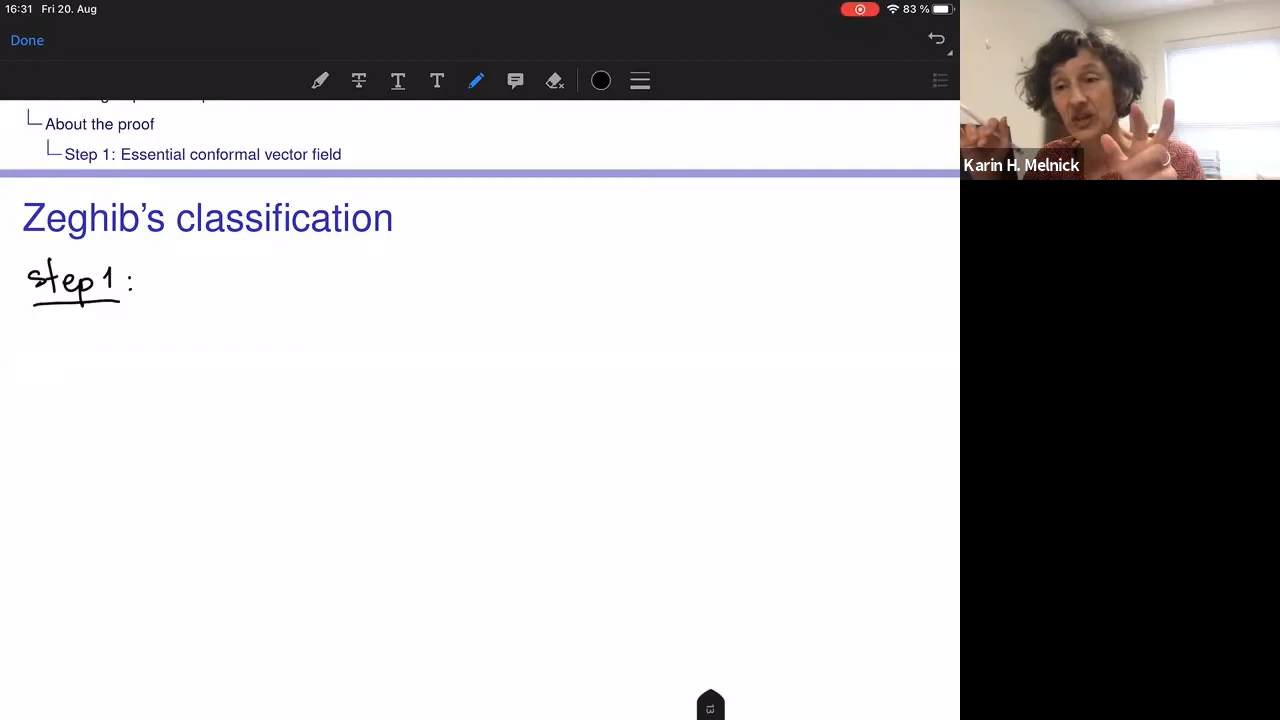 16:31 Fri 20. Aug 83 %
Done
T T T
About the proof
Step 1: Essential conformal vector field
Karin H. Melnick
Zeghib's classification
step 1:
13